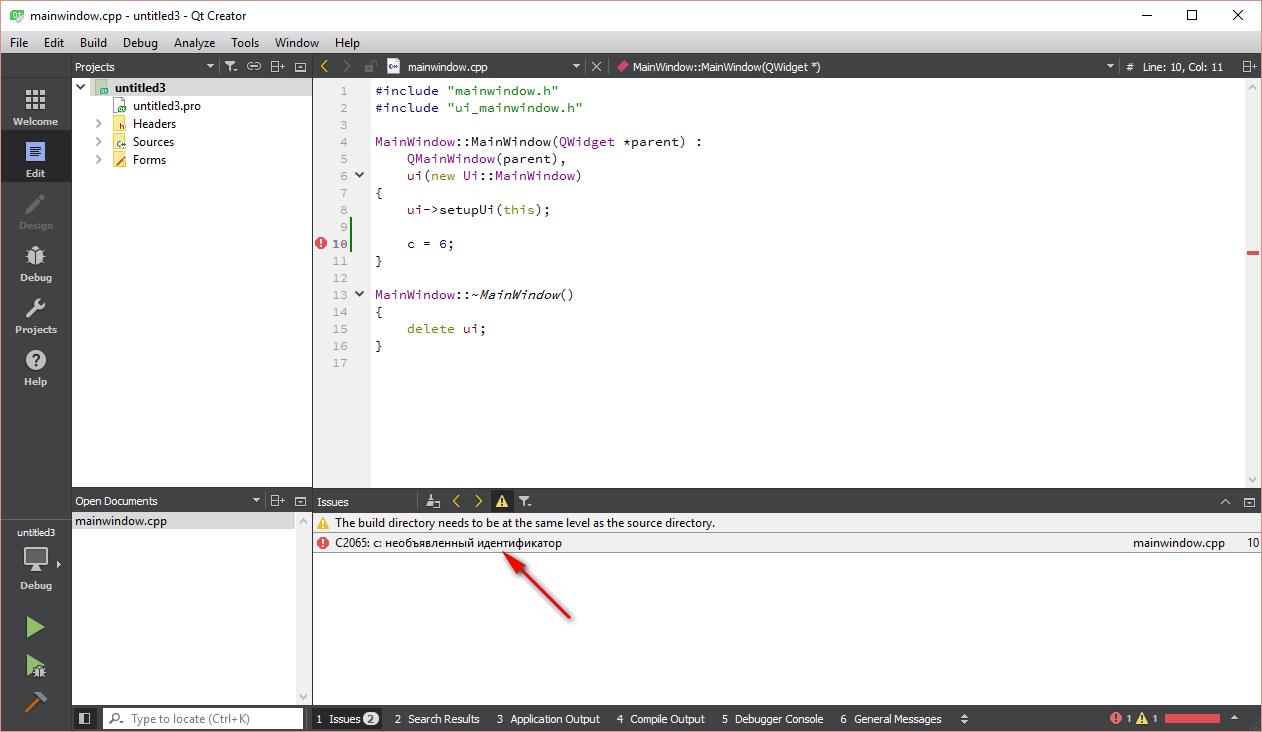 mainwindow.cpp - untitled3 - Qt Creator
File Edit Build Debug Analyze Tools Window Help
Projects
mainwindow.cpp
MainWindow::MainWindow(QWidget *)
# Line: 10, Col: 11
Welcome
Edit
Design
Debug
Projects
Help
untitled3
untitled3.pro
Headers
Sources
Forms
1 #include "mainwindow.h"
2 #include "ui_mainwindow.h"
3
4 MainWindow::MainWindow(QWidget *parent) :
5 QMainWindow(parent),
6 ui(new Ui::MainWindow)
7 {
8 ui->setupUi(this);
9
10 c = 6;
11 }
12
13 MainWindow::~MainWindow()
14 {
15 delete ui;
16 }
17
Open Documents
mainwindow.cpp
Issues
The build directory needs to be at the same level as the source directory.
C2065: c: необъявленный идентификатор mainwindow.cpp 10
untitled3
Debug
Type to locate (Ctrl+K)
1 Issues 2 2 Search Results 3 Application Output 4 Compile Output 5 Debugger Console 6 General Messages 1 1